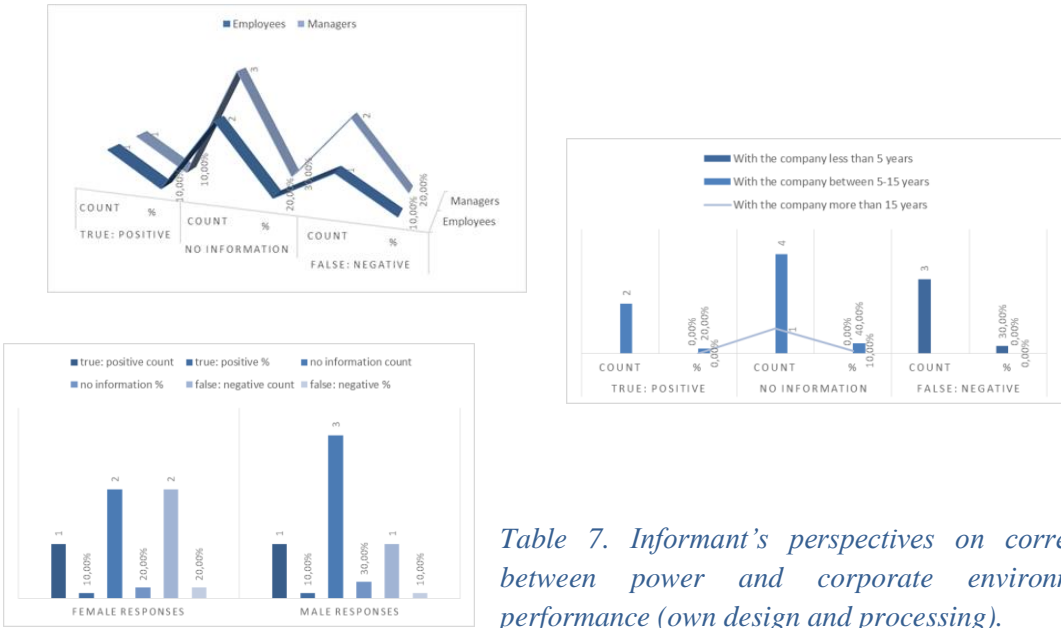 Employees Managers
1
1
10,00%
10,00%
2
3
20,00%
30,00%
1
2
10,00%
20,00%
Managers
Employees
COUNT % COUNT % COUNT %
TRUE: POSITIVE NO INFORMATION FALSE: NEGATIVE
With the company less than 5 years
With the company between 5-15 years
With the company more than 15 years
2
0,00%
20,00%
0,00%
4
1
0,00%
40,00%
10,00%
3
30,00%
0,00%
0,00%
COUNT % COUNT % COUNT %
TRUE: POSITIVE NO INFORMATION FALSE: NEGATIVE
true: positive count true: positive % no information count
no information % false: negative count false: negative %
1
10,00%
2
20,00%
2
20,00%
1
10,00%
3
30,00%
1
10,00%
FEMALE RESPONSES MALE RESPONSES
Table 7. Informant’s perspectives on corre
between power and corporate environ
performance (own design and processing).